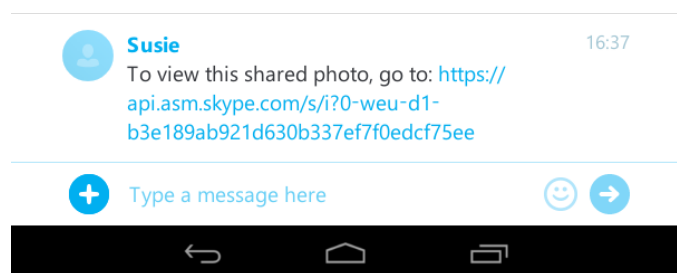 Susie
16:37
To view this shared photo, go to: https://
api.asm.skype.com/s/i?0-weu-d1-
b3e189ab921d630b337ef7f0edcf75ee
Type a message here